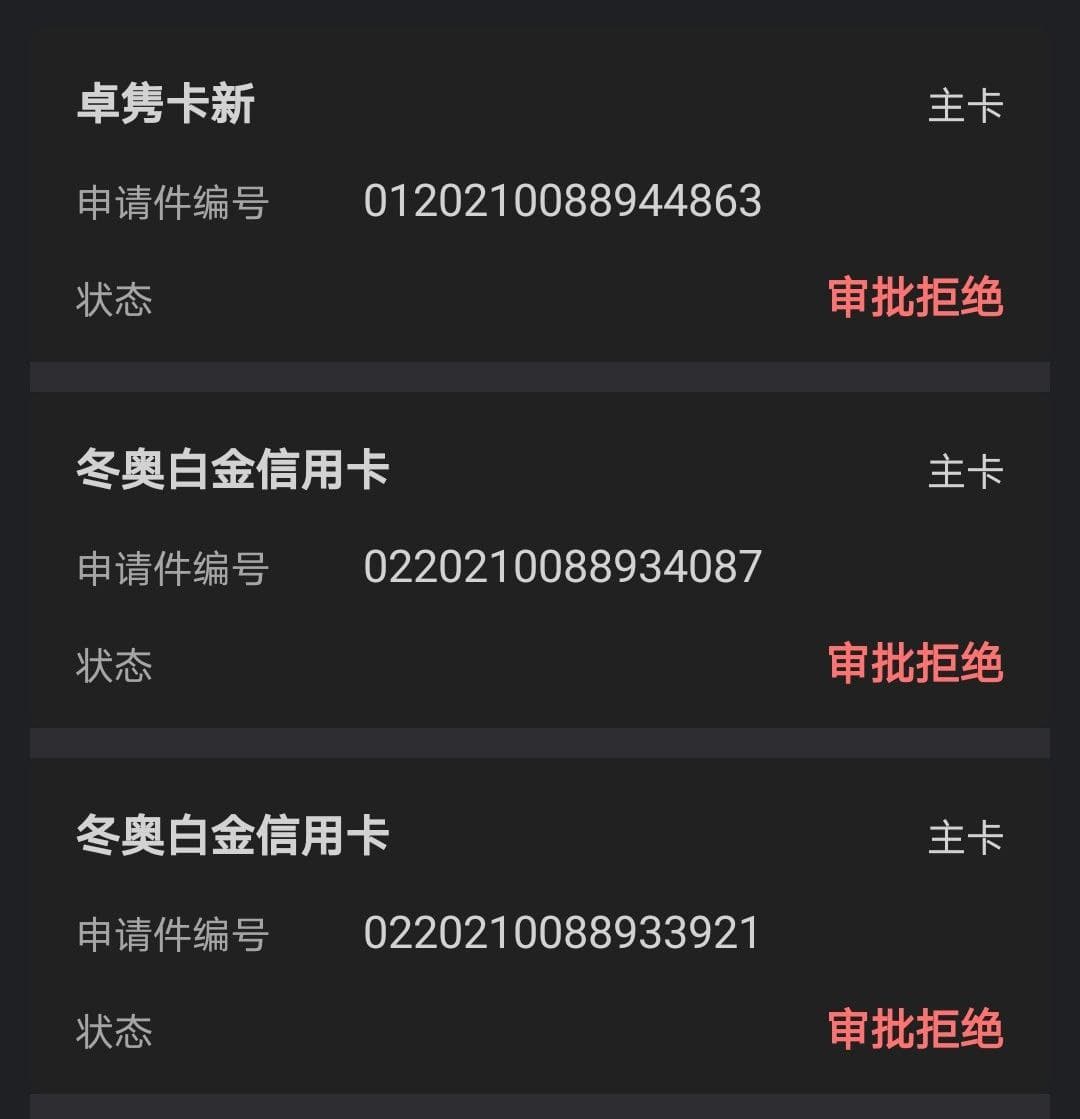 卓隽卡新 主卡
申请件编号 0120210088944863
状态 审批拒绝
冬奥白金信用卡 主卡
申请件编号 0220210088934087
状态 审批拒绝
冬奥白金信用卡 主卡
申请件编号 0220210088933921
状态 审批拒绝